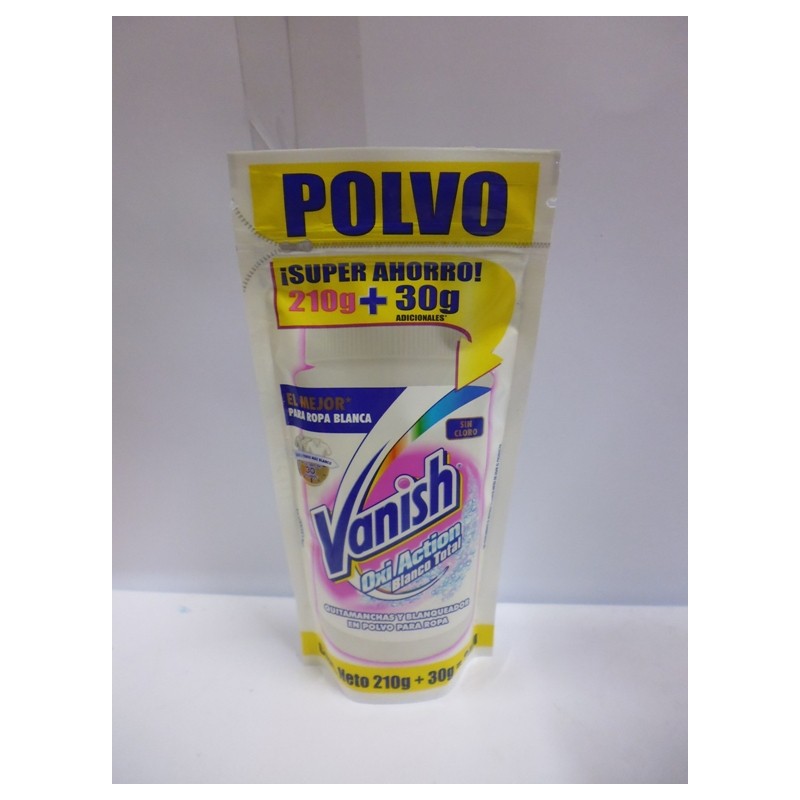 POLVO
¡SUPER AHORRO!
210g + 30g
ADICIONALES*
EL MEJOR*
PARA ROPA BLANCA
SIN
CLORO
Vanish
Oxi Action
Blanco Total
QUITAMANCHAS Y BLANQUEADOR
EN POLVO PARA ROPA
Neto 210g + 30g